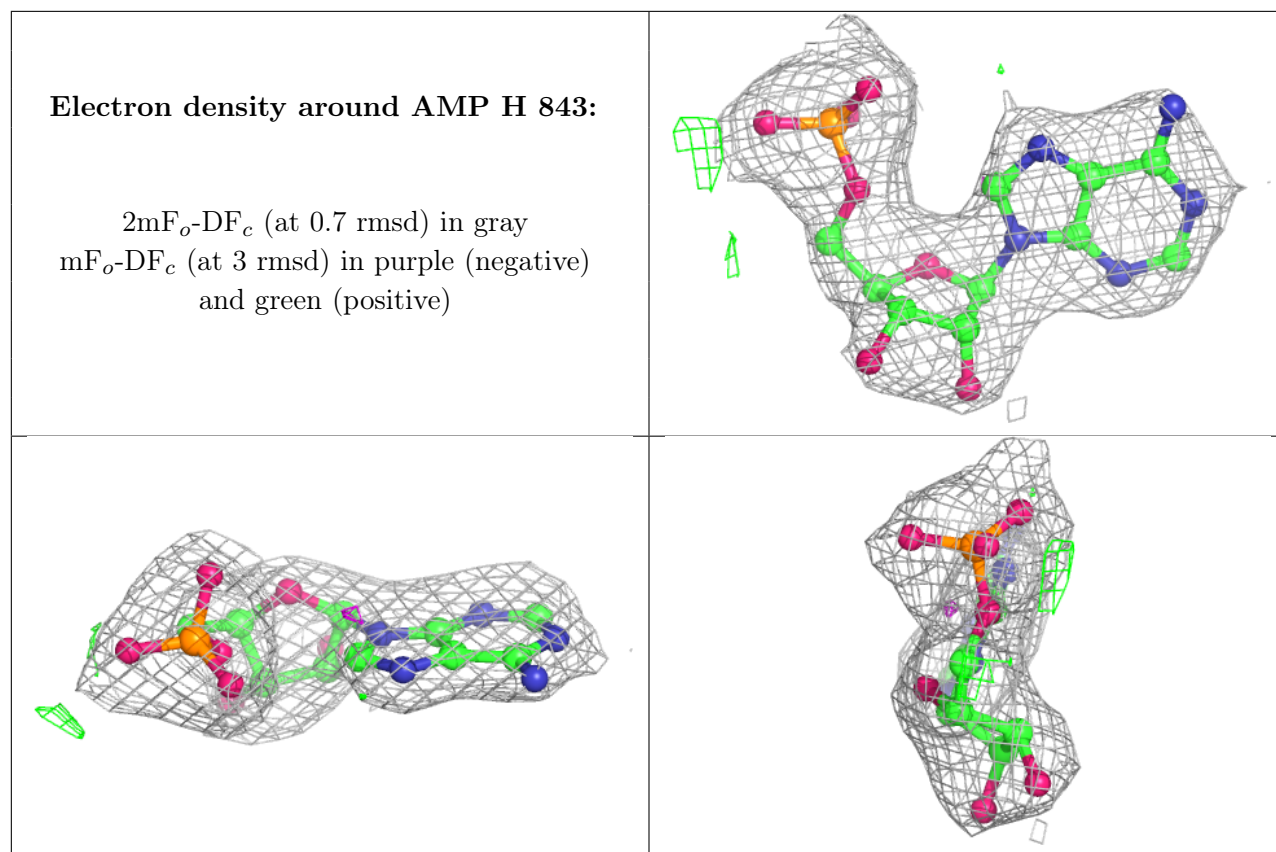 Electron density around AMP H 843:
2mFₒ-DF𝒸 (at 0.7 rmsd) in gray
mFₒ-DF𝒸 (at 3 rmsd) in purple (negative)
and green (positive)